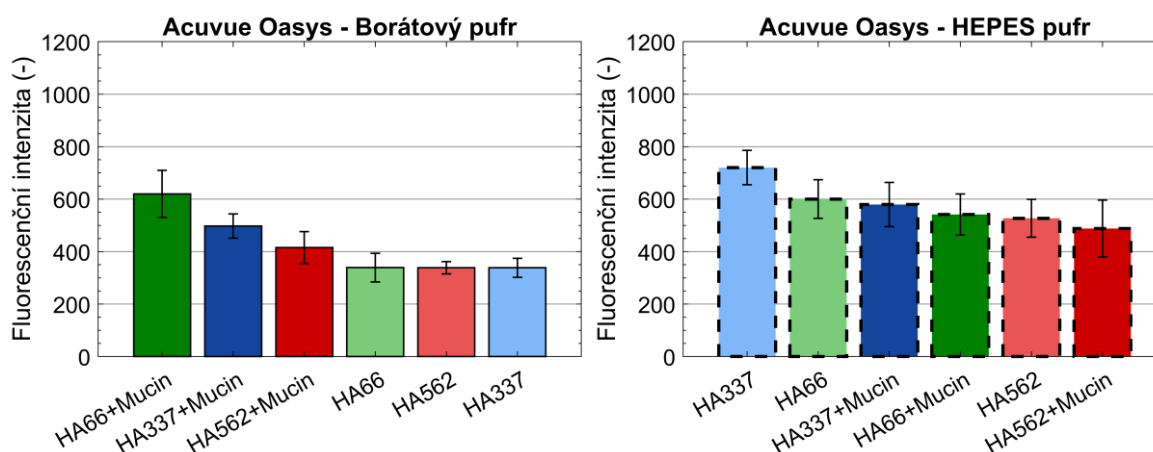 Acuvue Oasys - Borátový pufr
Fluorescenční intenzita (-)
1200
1000
800
600
400
200
0
HA66+Mucin
HA337+Mucin
HA562+Mucin
HA66
HA562
HA337
Acuvue Oasys - HEPES pufr
Fluorescenční intenzita (-)
1200
1000
800
600
400
200
0
HA337
HA66
HA337+Mucin
HA66+Mucin
HA562
HA562+Mucin